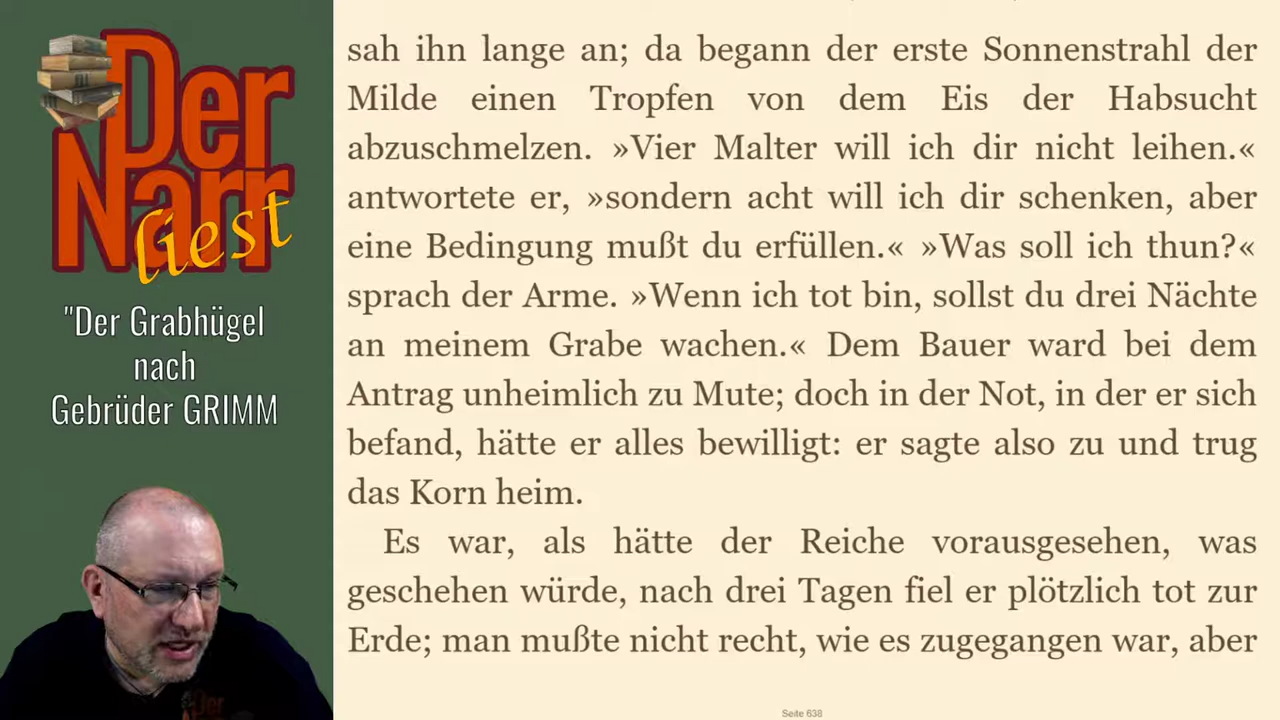 Der
Narr
liest
"Der Grabhügel
nach
Gebrüder GRIMM
sah ihn lange an; da begann der erste Sonnenstrahl der
Milde einen Tropfen von dem Eis der Habsucht
abzuschmelzen. »Vier Malter will ich dir nicht leihen.«
antwortete er, »sondern acht will ich dir schenken, aber
eine Bedingung mußt du erfüllen.« »Was soll ich thun?«
sprach der Arme. »Wenn ich tot bin, sollst du drei Nächte
an meinem Grabe wachen.« Dem Bauer ward bei dem
Antrag unheimlich zu Mute; doch in der Not, in der er sich
befand, hätte er alles bewilligt: er sagte also zu und trug
das Korn heim.
Es war, als hätte der Reiche vorausgesehen, was
geschehen würde, nach drei Tagen fiel er plötzlich tot zur
Erde; man mußte nicht recht, wie es zugegangen war, aber
Seite 638